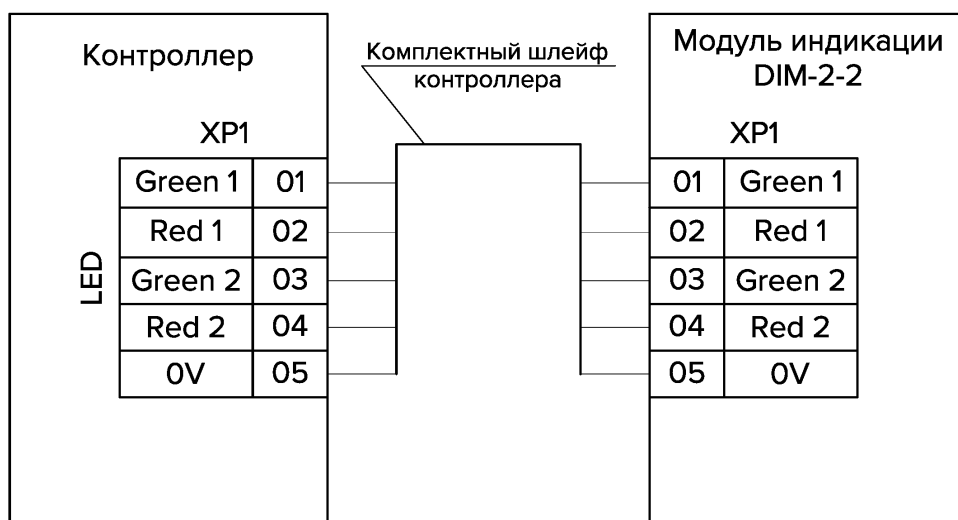 Контроллер
Комплектный шлейф
контроллера
Модуль индикации
DIM-2-2
XP1
XP1
LED
Green 1 01
Red 1 02
Green 2 03
Red 2 04
0V 05
01 Green 1
02 Red 1
03 Green 2
04 Red 2
05 0V